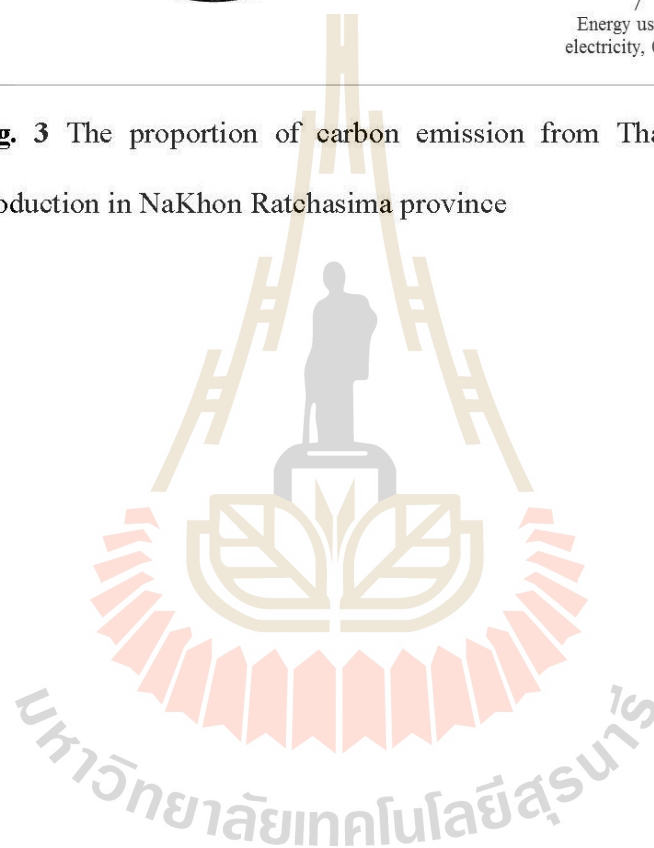 Energy us
electricity,
g. 3 The proportion of carbon emission from Tha
oduction in NaKhon Ratchasima province
มหาวิทยาลัยเทคโนโลยีสุรนารี